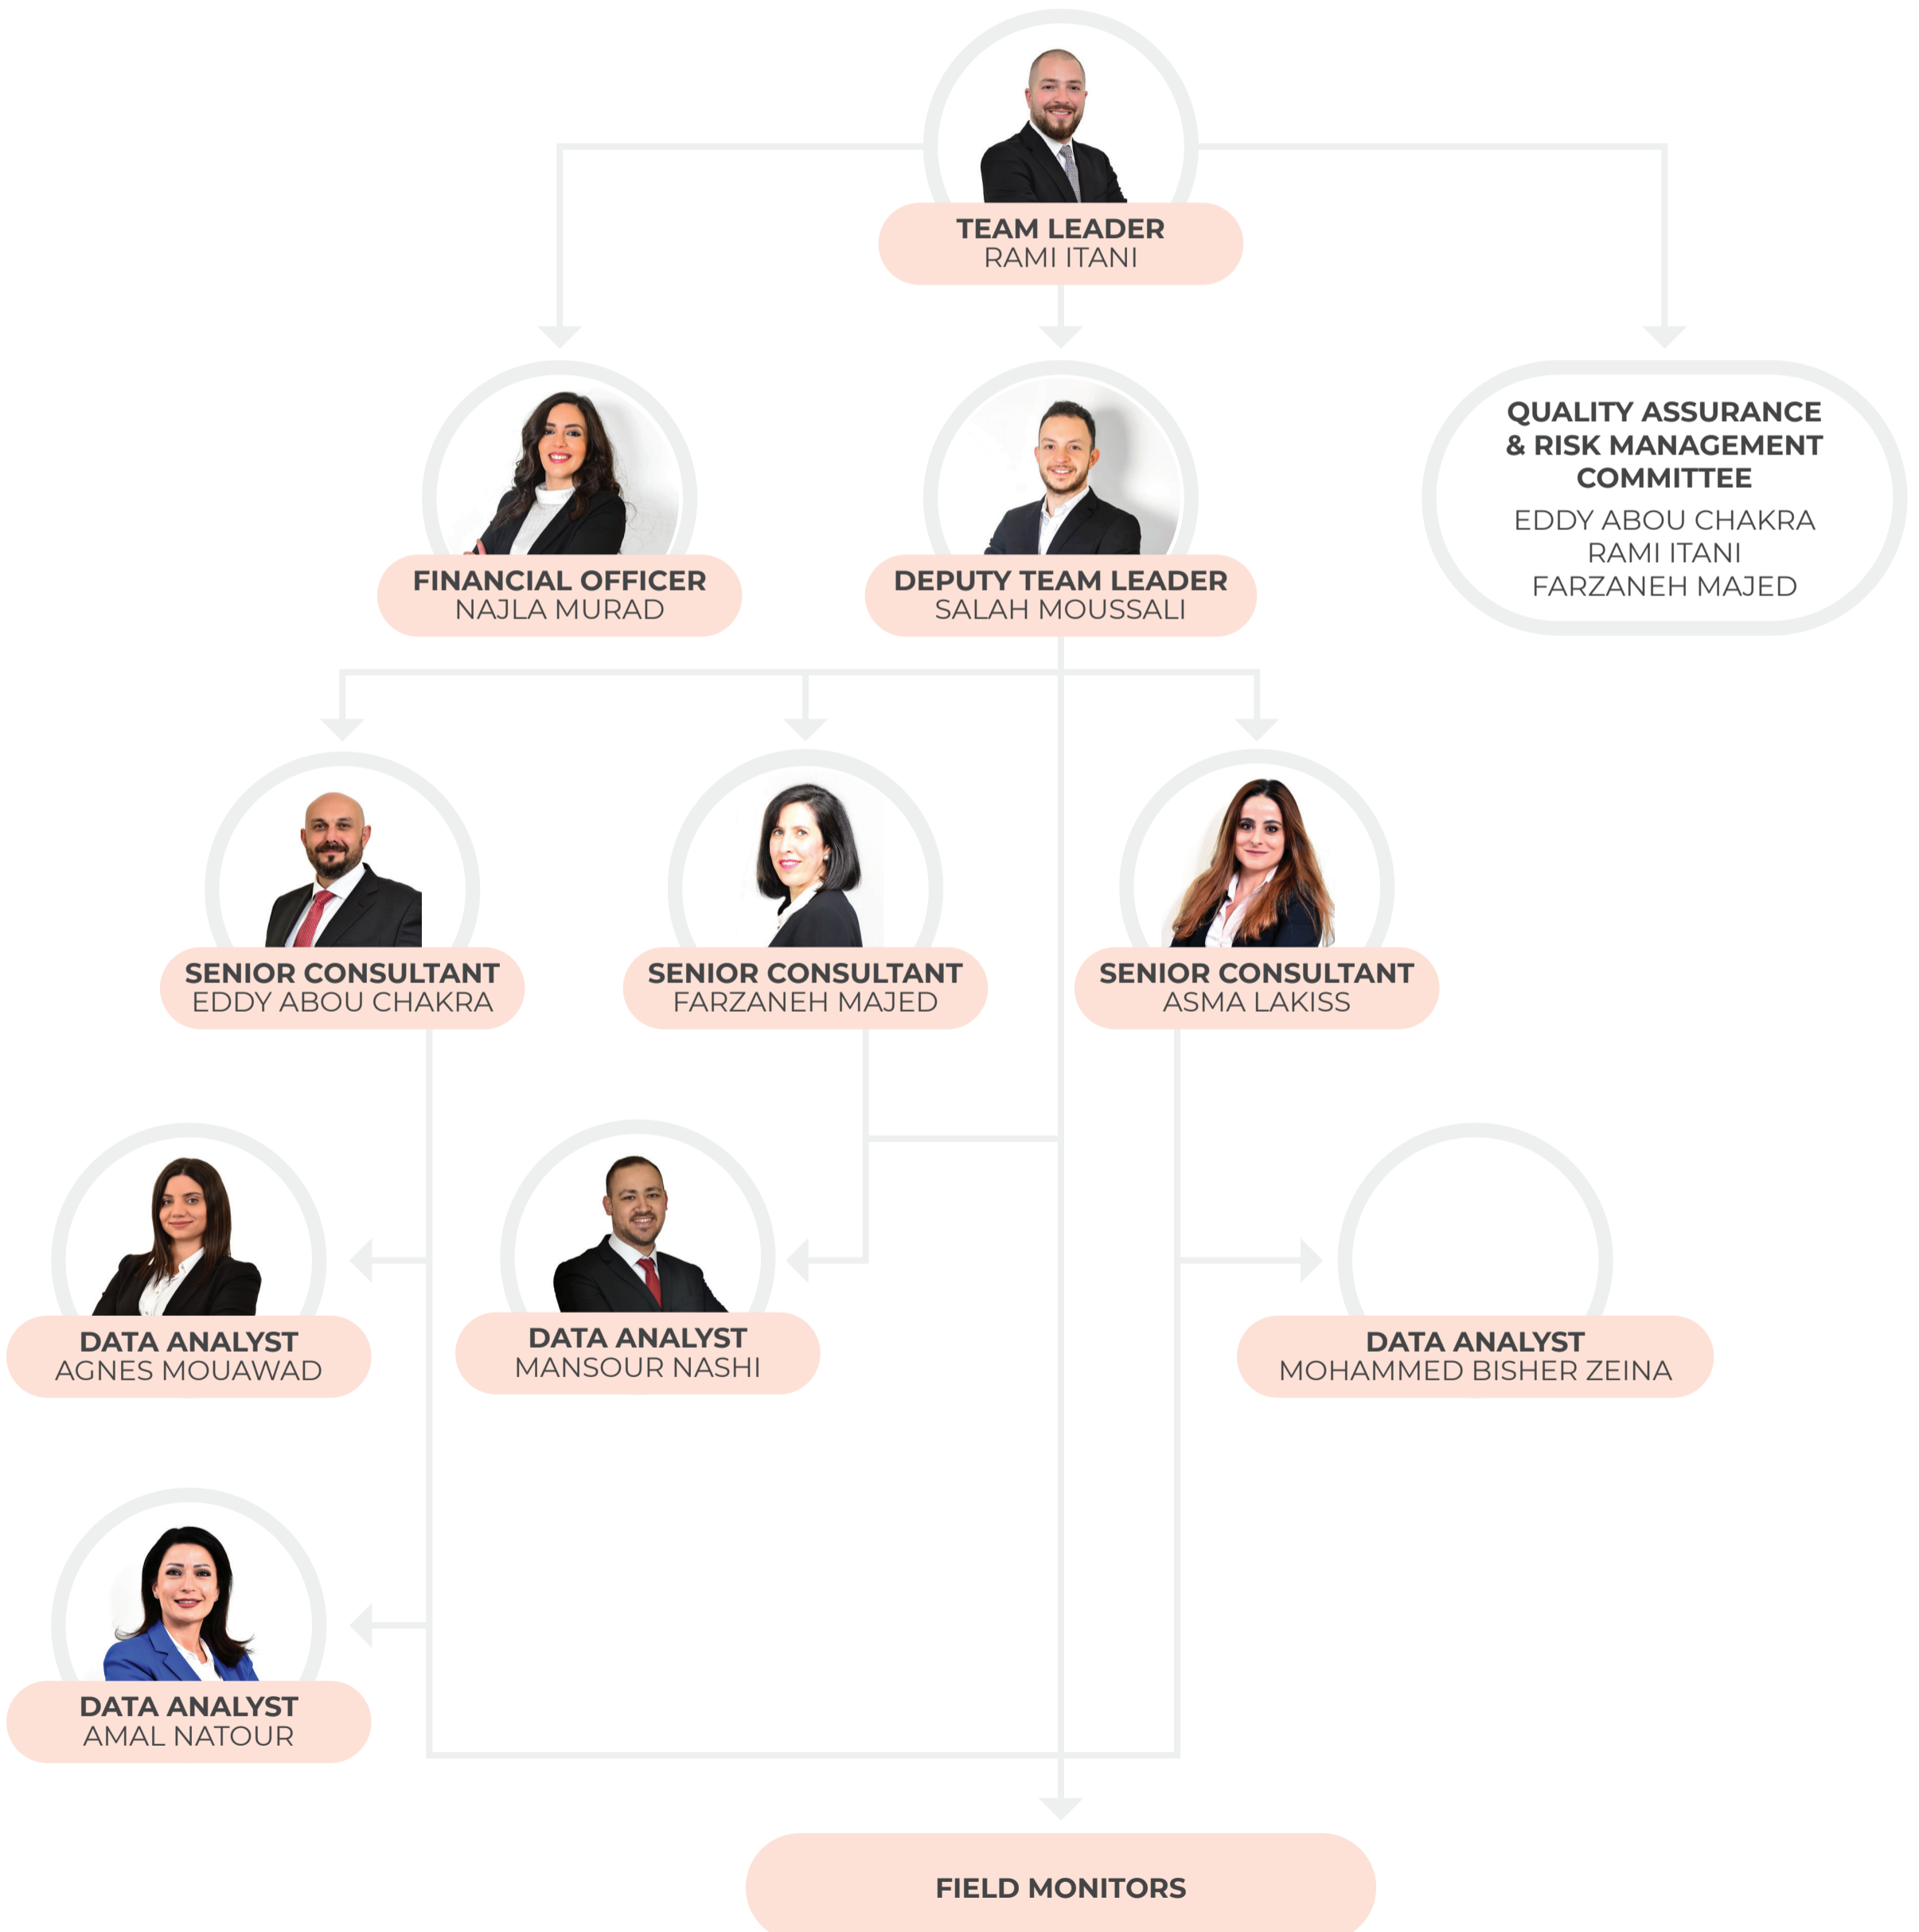 TEAM LEADER
RAMI ITANI
FINANCIAL OFFICER
NAJLA MURAD
DEPUTY TEAM LEADER
SALAH MOUSSALI
QUALITY ASSURANCE
& RISK MANAGEMENT
COMMITTEE
EDDY ABOU CHAKRA
RAMI ITANI
FARZANEH MAJED
SENIOR CONSULTANT
EDDY ABOU CHAKRA
SENIOR CONSULTANT
FARZANEH MAJED
SENIOR CONSULTANT
ASMA LAKISS
DATA ANALYST
AGNES MOUAWAD
DATA ANALYST
MANSOUR NASHI
DATA ANALYST
MOHAMMED BISHER ZEINA
DATA ANALYST
AMAL NATOUR
FIELD MONITORS